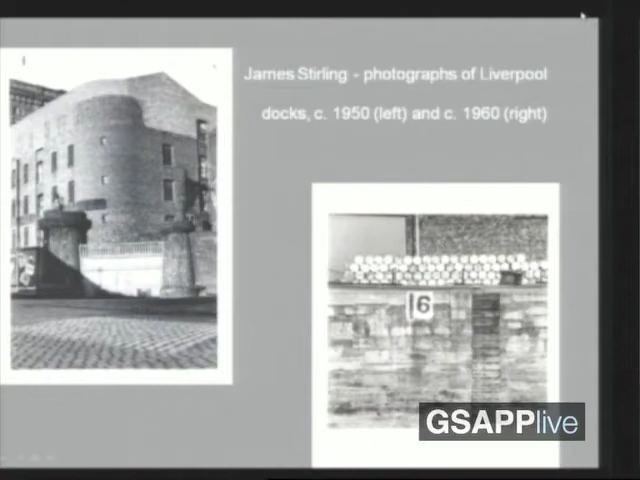 James Stirling - photographs of Liverpool
docks, c. 1950 (left) and c. 1960 (right)
16
GSAPPlive